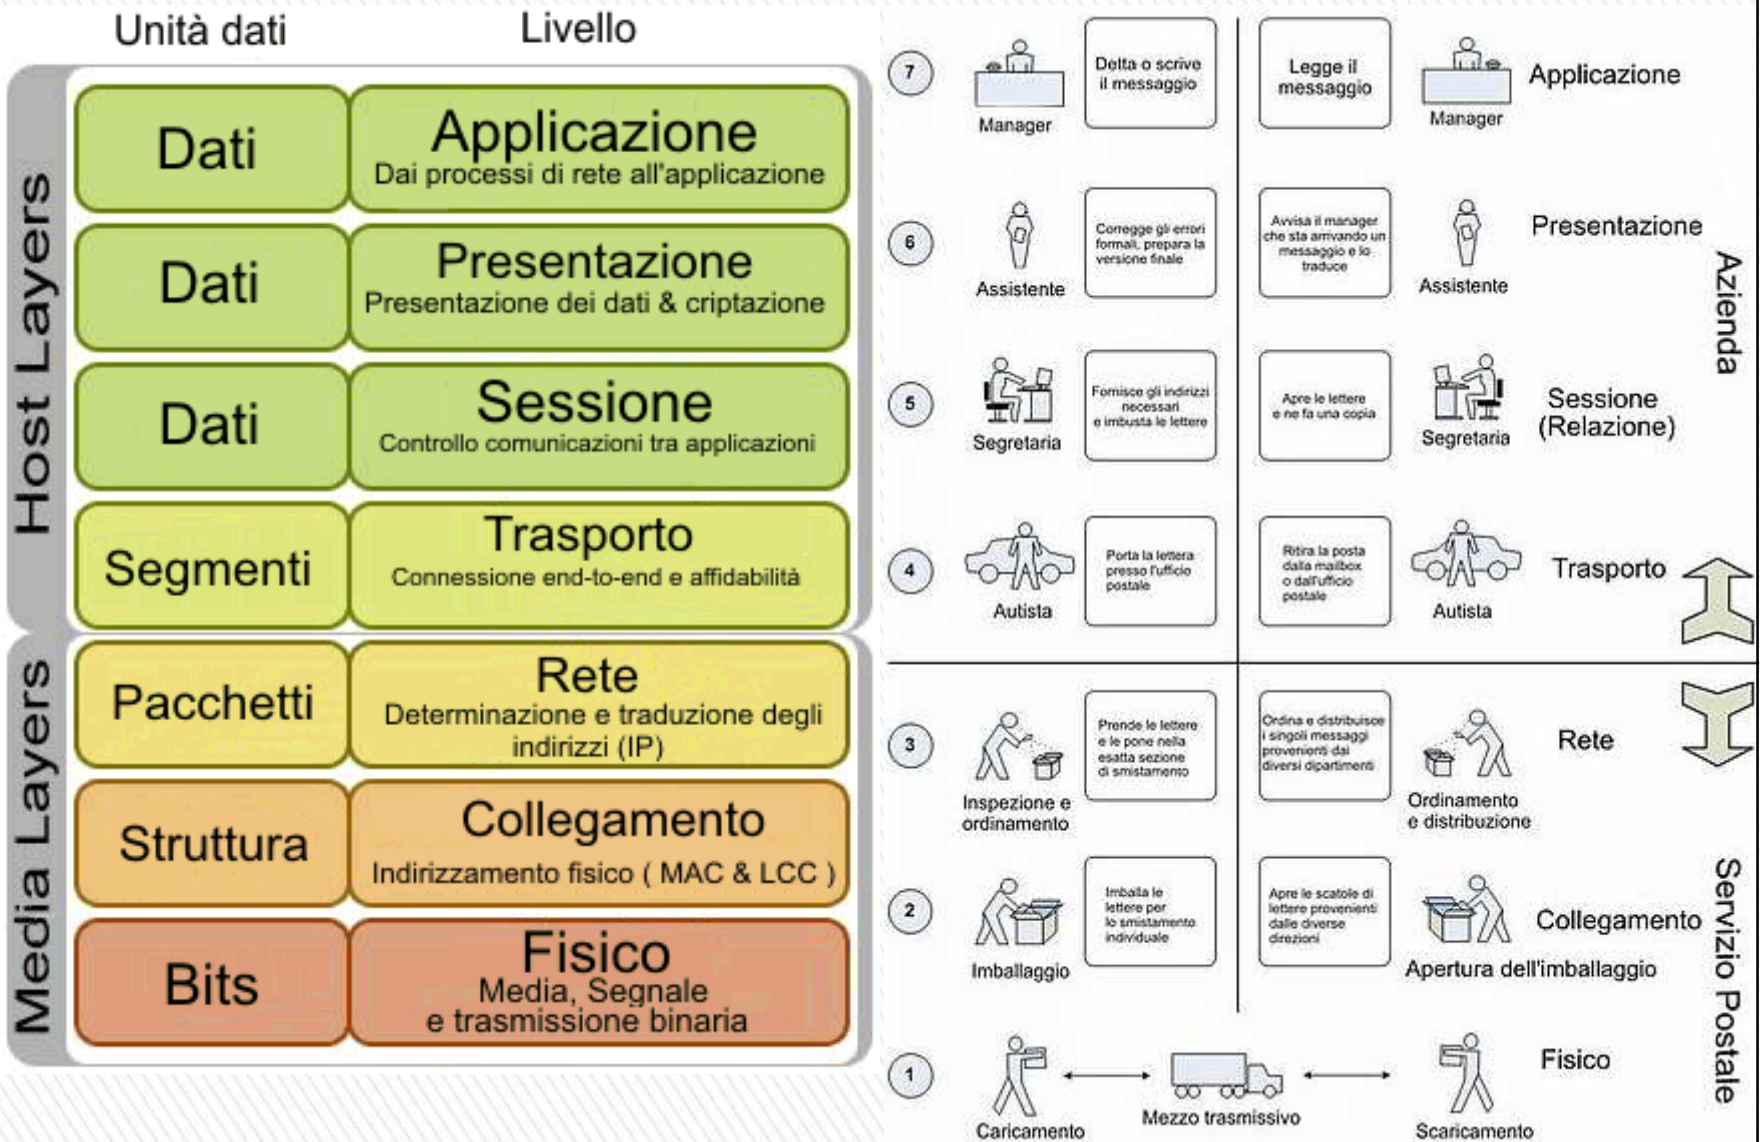 Unità dati
Livello
Host Layers
Dati
Applicazione
Dai processi di rete all'applicazione
Dati
Presentazione
Presentazione dei dati & criptazione
Dati
Sessione
Controllo comunicazioni tra applicazioni
Segmenti
Trasporto
Connessione end-to-end e affidabilità
Media Layers
Pacchetti
Rete
Determinazione e traduzione degli
indirizzi (IP)
Struttura
Collegamento
Indirizzamento fisico ( MAC & LCC )
Bits
Fisico
Media, Segnale
e trasmissione binaria
7
Manager
Detta o scrive
il messaggio
Legge il
messaggio
Manager
Applicazione
6
Assistente
Corregge gli errori
formali, prepara la
versione finale
Avvisa il manager
che sta arrivando un
messaggio e lo
traduce
Assistente
Presentazione
5
Segretaria
Fornisce gli indirizzi
necessari
e imbusta le lettere
Apre le lettere
e ne fa una copia
Segretaria
Sessione
(Relazione)
4
Autista
Porta la lettera
presso l'ufficio
postale
Ritira la posta
dalla mailbox
o dall'ufficio
postale
Autista
Trasporto
Azienda
3
Inspezione e
ordinamento
Prende le lettere
e le pone nella
esatta sezione
di smistamento
Ordina e distribuisce
i singoli messaggi
provenienti dai
diversi dipartimenti
Ordinamento
e distribuzione
Rete
2
Imballaggio
Imballa le
lettere per
lo smistamento
individuale
Apre le scatole di
lettere provenienti
dalle diverse
direzioni
Apertura dell'imballaggio
Collegamento
1
Caricamento
Mezzo trasmissivo
Scaricamento
Fisico
Servizio Postale